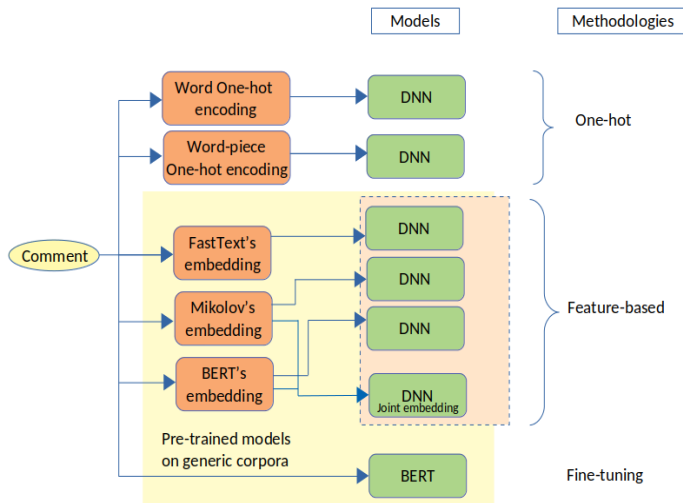 Models
Methodologies
Word One-hot
encoding
DNN
One-hot
Word-piece
One-hot encoding
DNN
Comment
FastText's
embedding
DNN
Mikolov's
embedding
DNN
Feature-based
DNN
BERT's
embedding
DNN
Joint embedding
Pre-trained models
on generic corpora
BERT
Fine-tuning